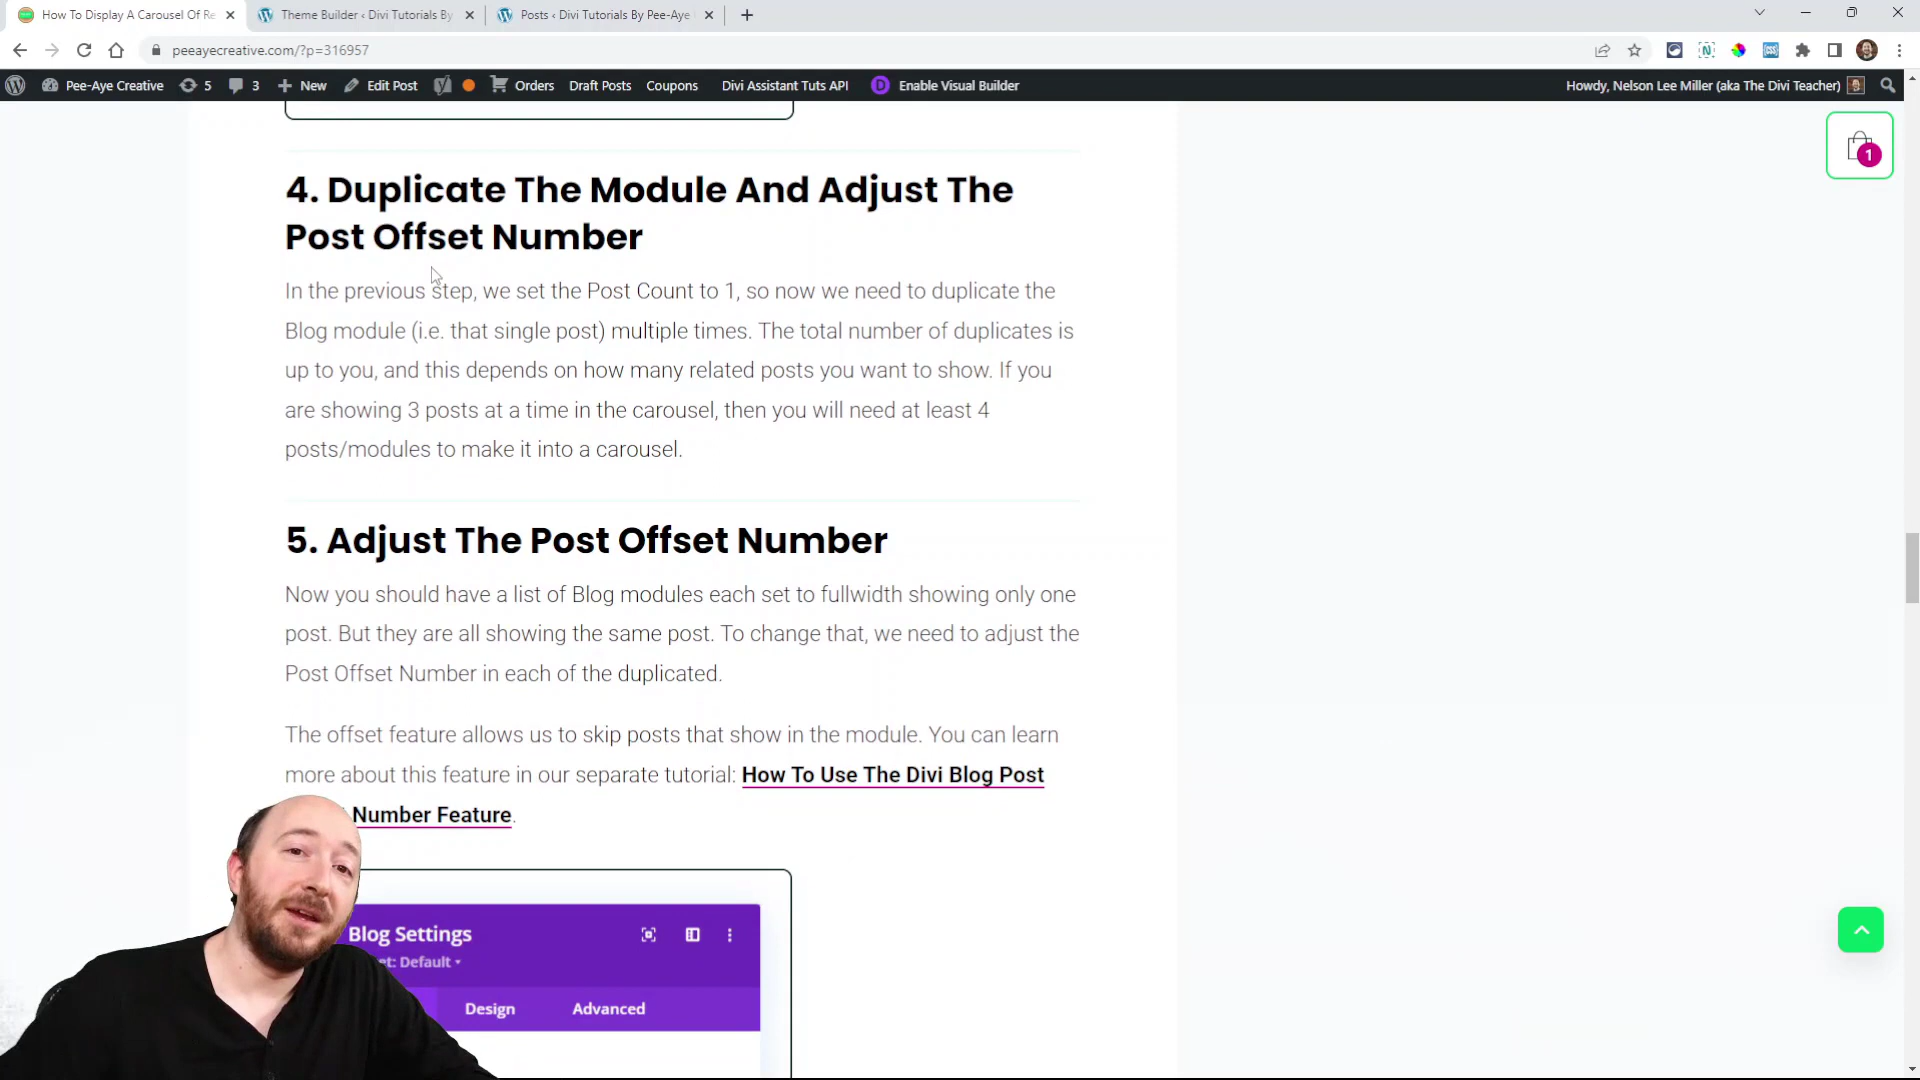 How To Display A Carousel Of Re
Theme Builder ‹ Divi Tutorials By
Posts ‹ Divi Tutorials By Pee-Aye
peeayecreative.com/?p=316957
Pee-Aye Creative 5 3 New Edit Post Orders Draft Posts Coupons Divi Assistant Tuts API D Enable Visual Builder Howdy, Nelson Lee Miller (aka The Divi Teacher)
1
4. Duplicate The Module And Adjust The
Post Offset Number
In the previous step, we set the Post Count to 1, so now we need to duplicate the
Blog module (i.e. that single post) multiple times. The total number of duplicates is
up to you, and this depends on how many related posts you want to show. If you
are showing 3 posts at a time in the carousel, then you will need at least 4
posts/modules to make it into a carousel.
5. Adjust The Post Offset Number
Now you should have a list of Blog modules each set to fullwidth showing only one
post. But they are all showing the same post. To change that, we need to adjust the
Post Offset Number in each of the duplicated.
The offset feature allows us to skip posts that show in the module. You can learn
more about this feature in our separate tutorial: How To Use The Divi Blog Post
Number Feature.
Blog Settings
et: Default
Design Advanced